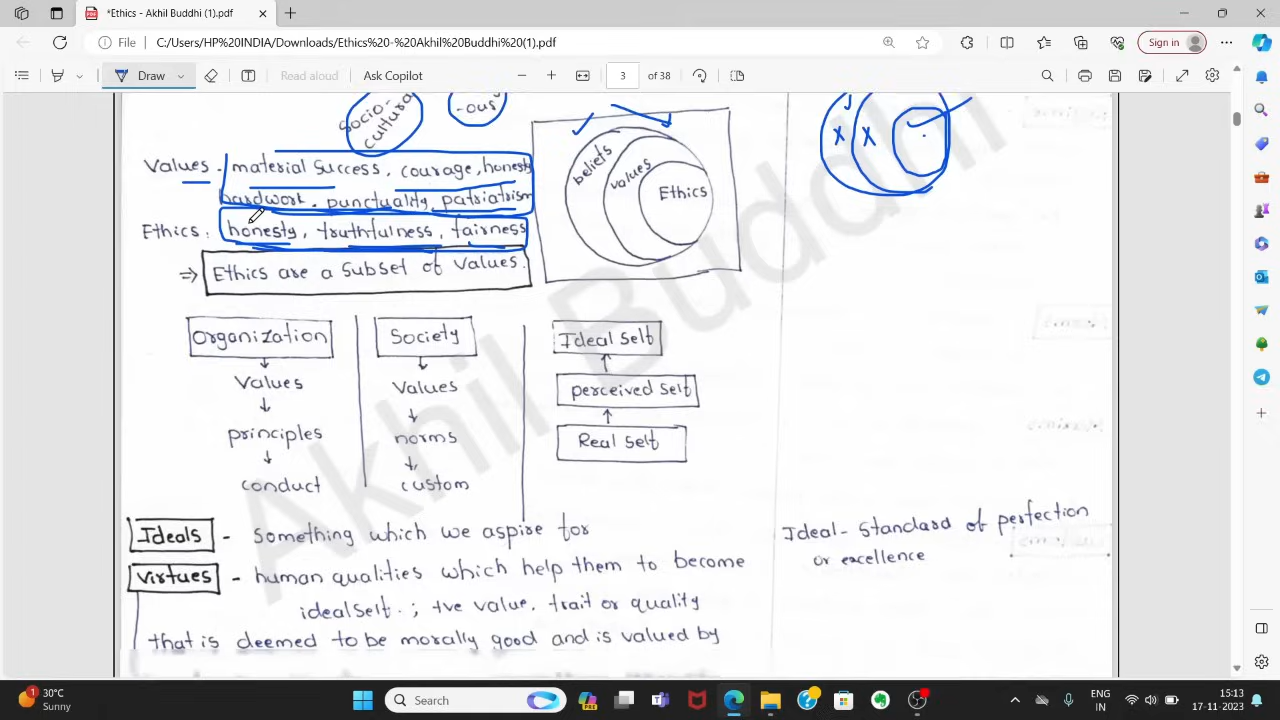 *Ethics - Akhil Buddhi (1).pdf
File
C:/Users/HP%20INDIA/Downloads/Ethics%20-%20Akhil%20Buddhi%20(1).pdf
Sign in
Draw
Read aloud
Ask Copilot
3 of 38
Socio-
cultural
-ous
Values. material success, courage, honesty
hardwork, punctuality, patriatrism
Ethics: honesty, truthfulness, fairness
⇒ Ethics are a subset of values.
beliefs
values
Ethics
Organization
Values
principles
conduct
Society
Values
norms
custom
Ideal Self
perceived self
Real self
Ideals - Something which we aspire for
Ideal - Standard of perfection
or excellence
Virtues - human qualities which help them to become
idealself. ; +ve value, trait or quality
that is deemed to be morally good and is valued by
Akhil Buddhi
30°C
Sunny
Search
ENG
IN
15:13
17-11-2023